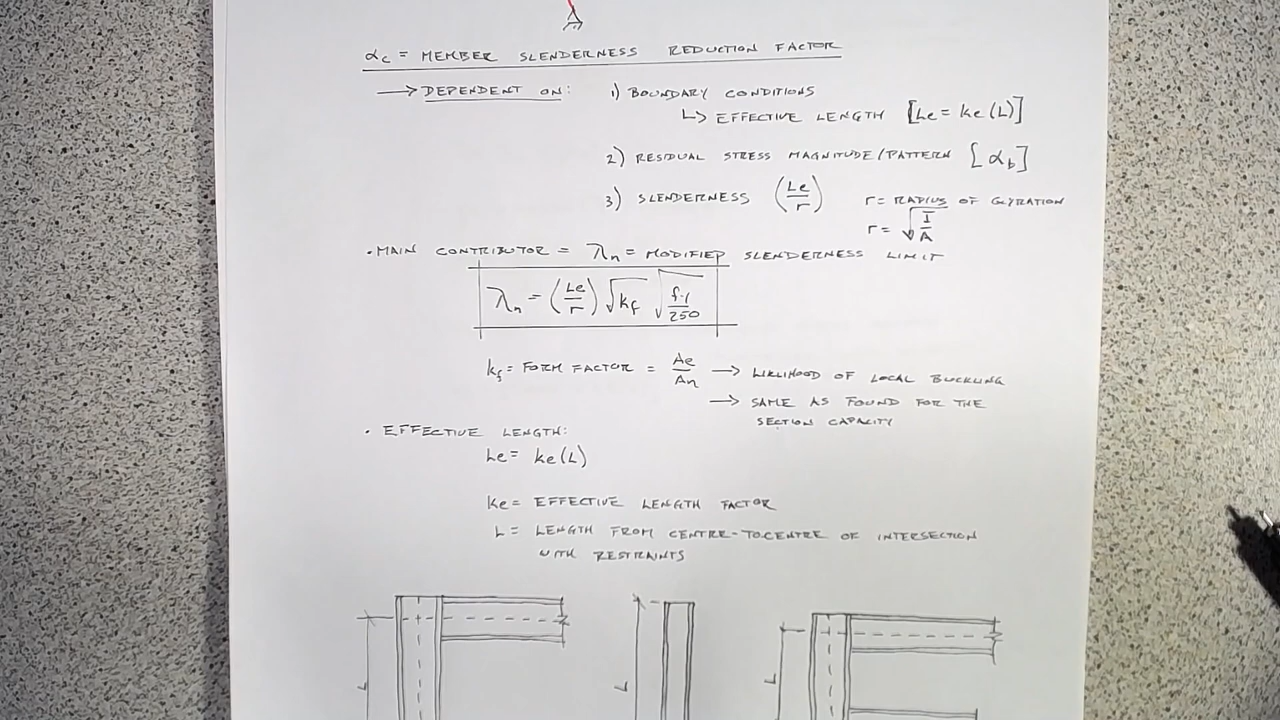 αc = MEMBER SLENDERNESS REDUCTION FACTOR
→ DEPENDENT ON: 1) BOUNDARY CONDITIONS
↳ EFFECTIVE LENGTH [Le = ke(L)]
2) RESIDUAL STRESS MAGNITUDE/PATTERN [αb]
3) SLENDERNESS (Le/r) r = RADIUS OF GYRATION
r = √(I/A)
• MAIN CONTRIBUTOR = λn = MODIFIED SLENDERNESS LIMIT
λn = (Le/r) √kf √(fy/250)
kf = FORM FACTOR = Ae/An → LIKLIHOOD OF LOCAL BUCKLING
→ SAME AS FOUND FOR THE
SECTION CAPACITY
• EFFECTIVE LENGTH:
Le = ke(L)
Ke = EFFECTIVE LENGTH FACTOR
L = LENGTH FROM CENTRE-TO-CENTRE OF INTERSECTION
WITH RESTRAINTS
L L L